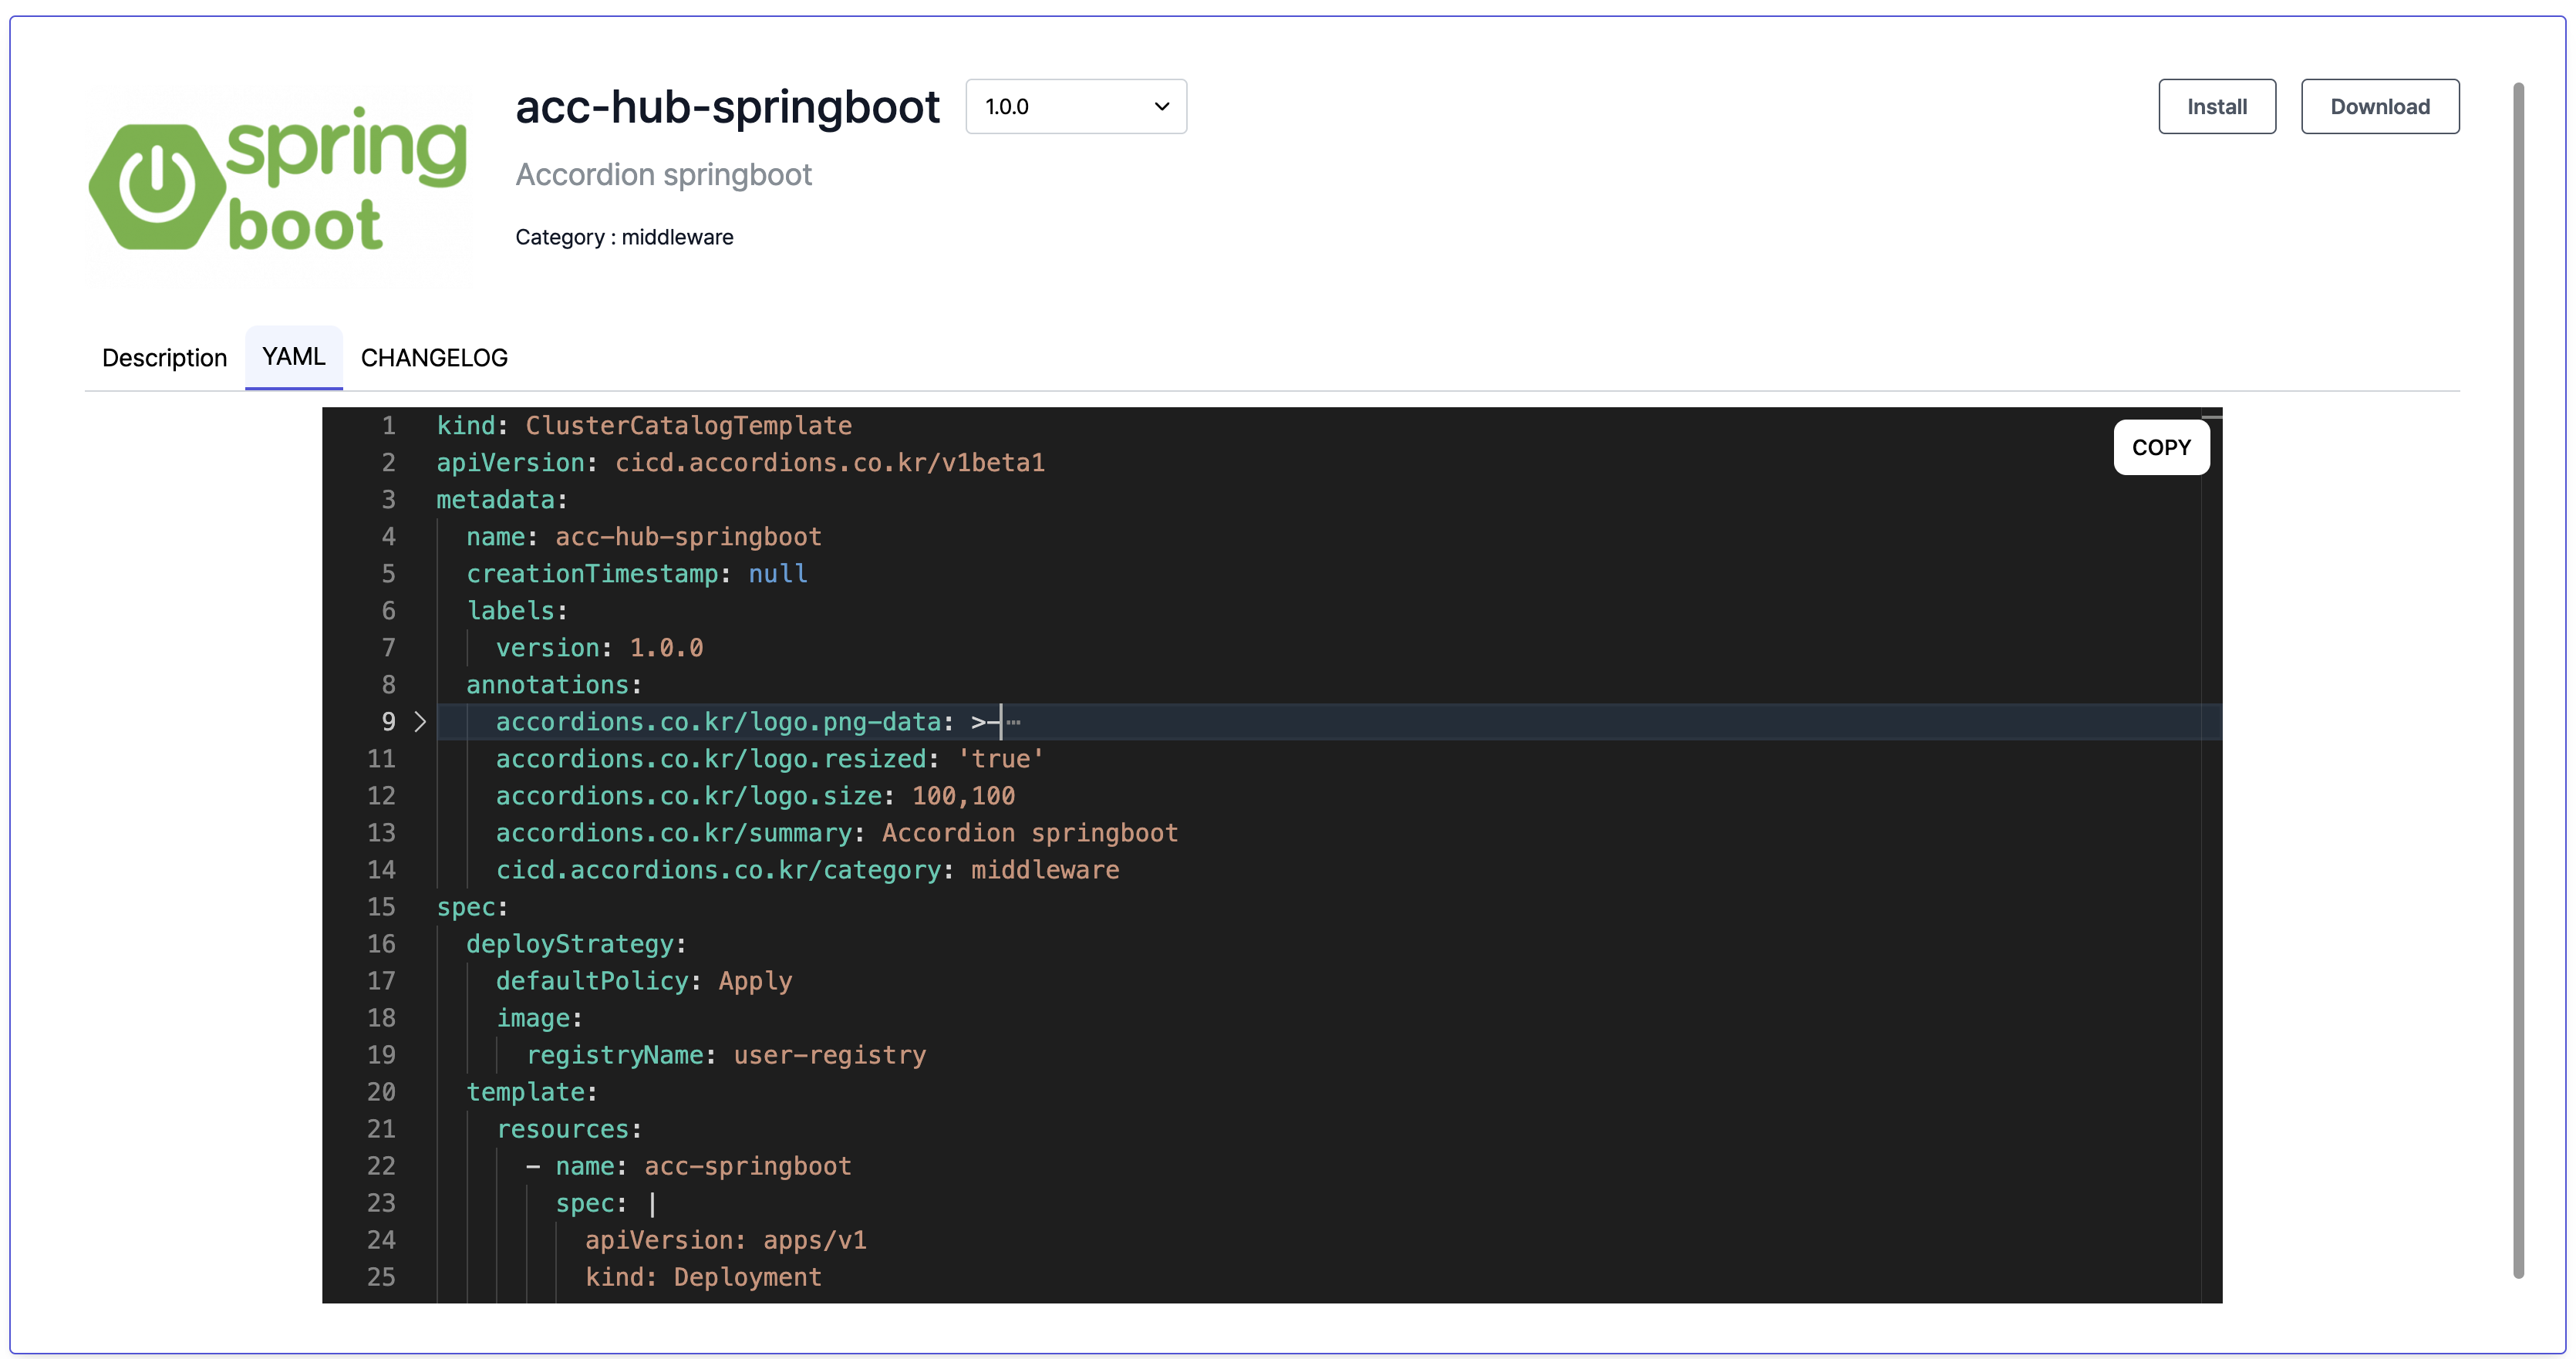 spring
boot
acc-hub-springboot
1.0.0
Install
Download
Accordion springboot
Category : middleware
Description
YAML
CHANGELOG
COPY
1 kind: ClusterCatalogTemplate
2 apiVersion: cicd.accordions.co.kr/v1beta1
3 metadata:
4 name: acc-hub-springboot
5 creationTimestamp: null
6 labels:
7 version: 1.0.0
8 annotations:
9 accordions.co.kr/logo.png-data: >-…
11 accordions.co.kr/logo.resized: 'true'
12 accordions.co.kr/logo.size: 100,100
13 accordions.co.kr/summary: Accordion springboot
14 cicd.accordions.co.kr/category: middleware
15 spec:
16 deployStrategy:
17 defaultPolicy: Apply
18 image:
19 registryName: user-registry
20 template:
21 resources:
22 - name: acc-springboot
23 spec: |
24 apiVersion: apps/v1
25 kind: Deployment